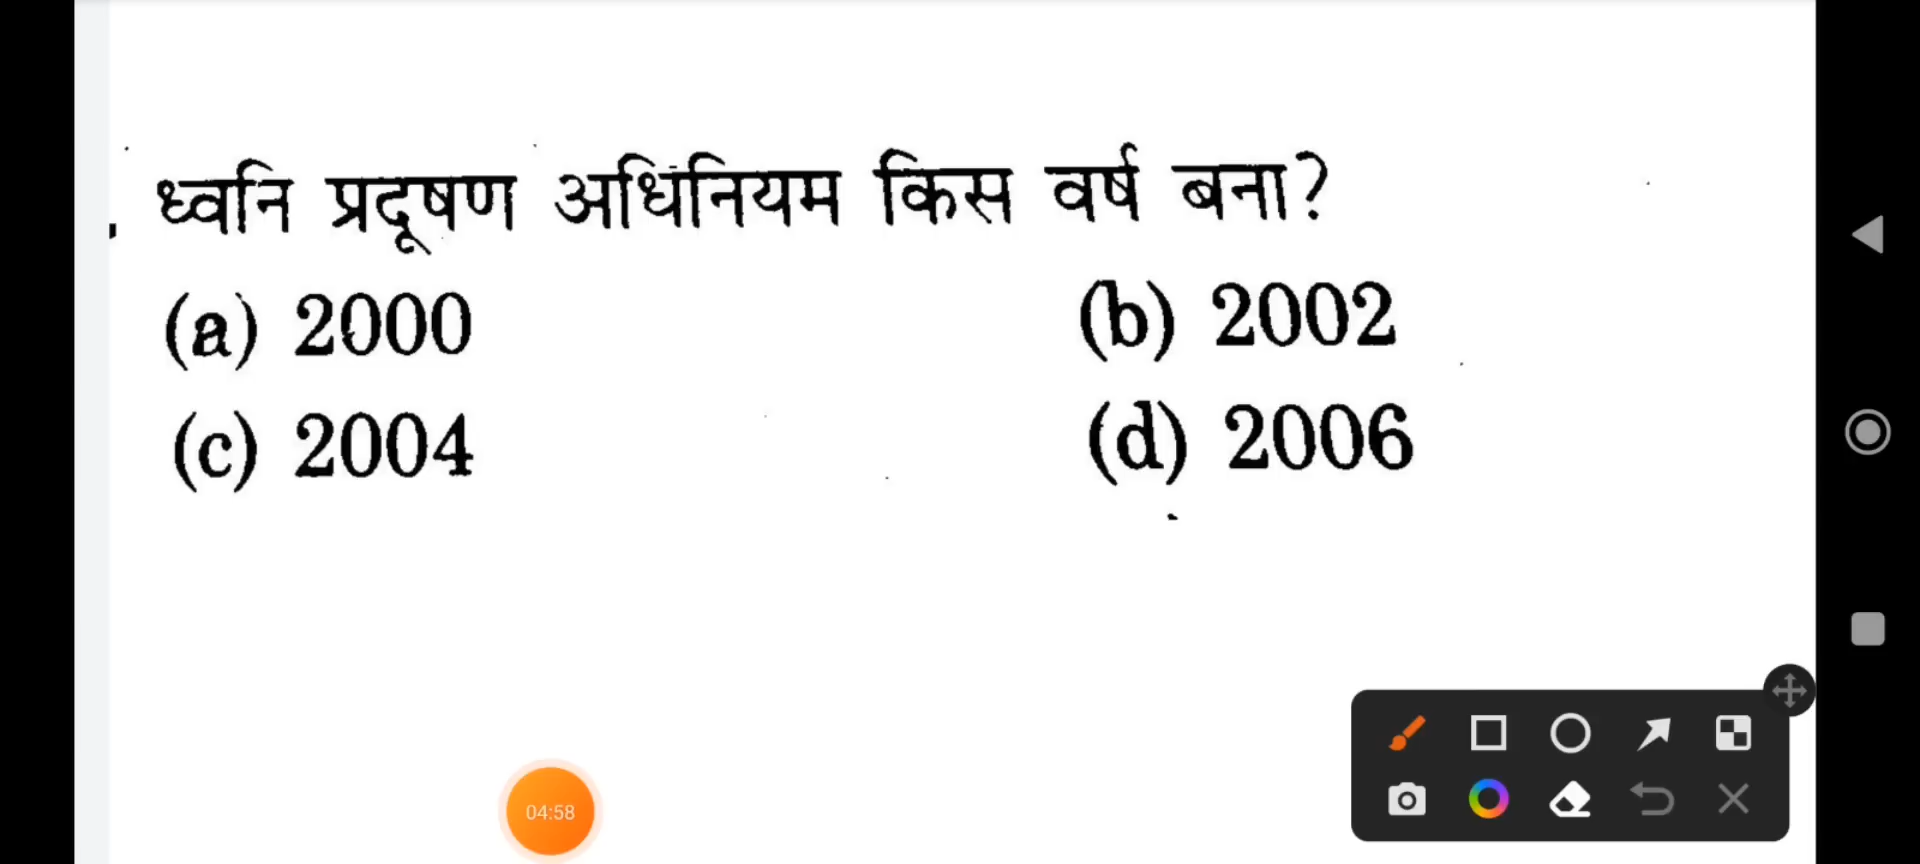 ध्वनि प्रदूषण अधिनियम किस वर्ष बना?
(a) 2000 (b) 2002
(c) 2004 (d) 2006
04:58